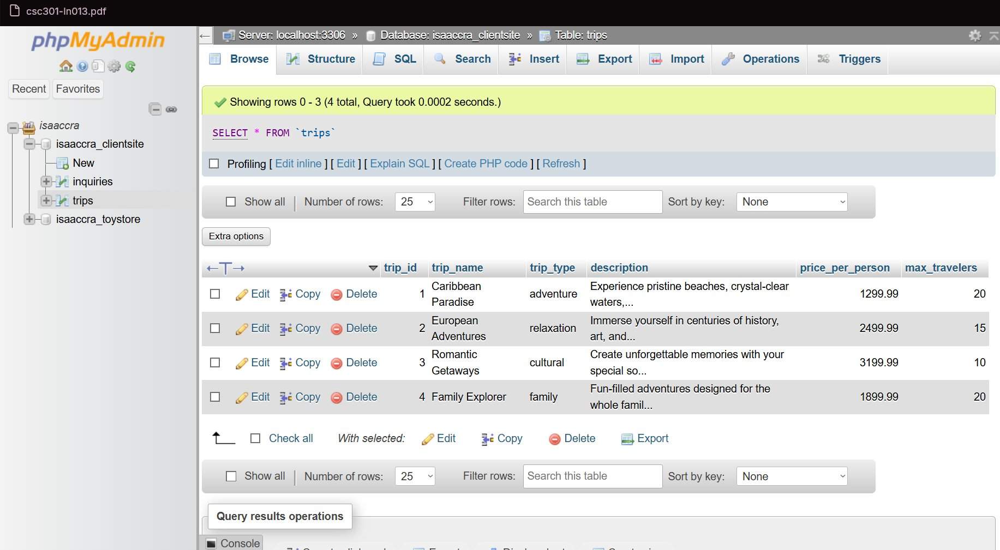 csc301-ln013.pdf
phpMyAdmin
Recent Favorites
isaaccra
isaaccra_clientsite
New
inquiries
trips
isaaccra_toystore
Server: localhost:3306 » Database: isaaccra_clientsite » Table: trips
Browse Structure SQL Search Insert Export Import Operations Triggers
Showing rows 0 - 3 (4 total, Query took 0.0002 seconds.)
SELECT * FROM `trips`
Profiling [ Edit inline ] [ Edit ] [ Explain SQL ] [ Create PHP code ] [ Refresh ]
Show all | Number of rows: 25 Filter rows: Search this table Sort by key: None
Extra options
←T→ trip_id trip_name trip_type description price_per_person max_travelers
Edit Copy Delete 1 Caribbean Paradise adventure Experience pristine beaches, crystal-clear waters,... 1299.99 20
Edit Copy Delete 2 European Adventures relaxation Immerse yourself in centuries of history, art, and... 2499.99 15
Edit Copy Delete 3 Romantic Getaways cultural Create unforgettable memories with your special so... 3199.99 10
Edit Copy Delete 4 Family Explorer family Fun-filled adventures designed for the whole famil... 1899.99 20
Check all With selected: Edit Copy Delete Export
Show all | Number of rows: 25 Filter rows: Search this table Sort by key: None
Query results operations
Console